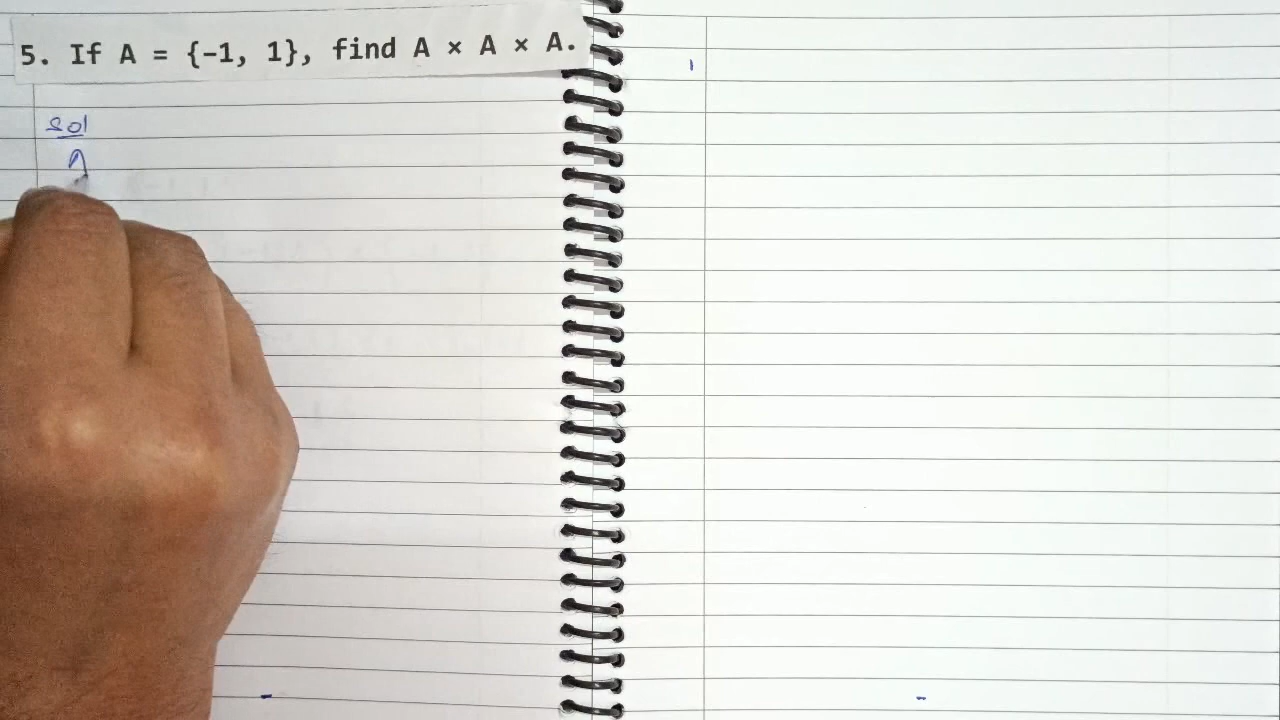 5. If A = {-1, 1}, find A × A × A.
sol
A